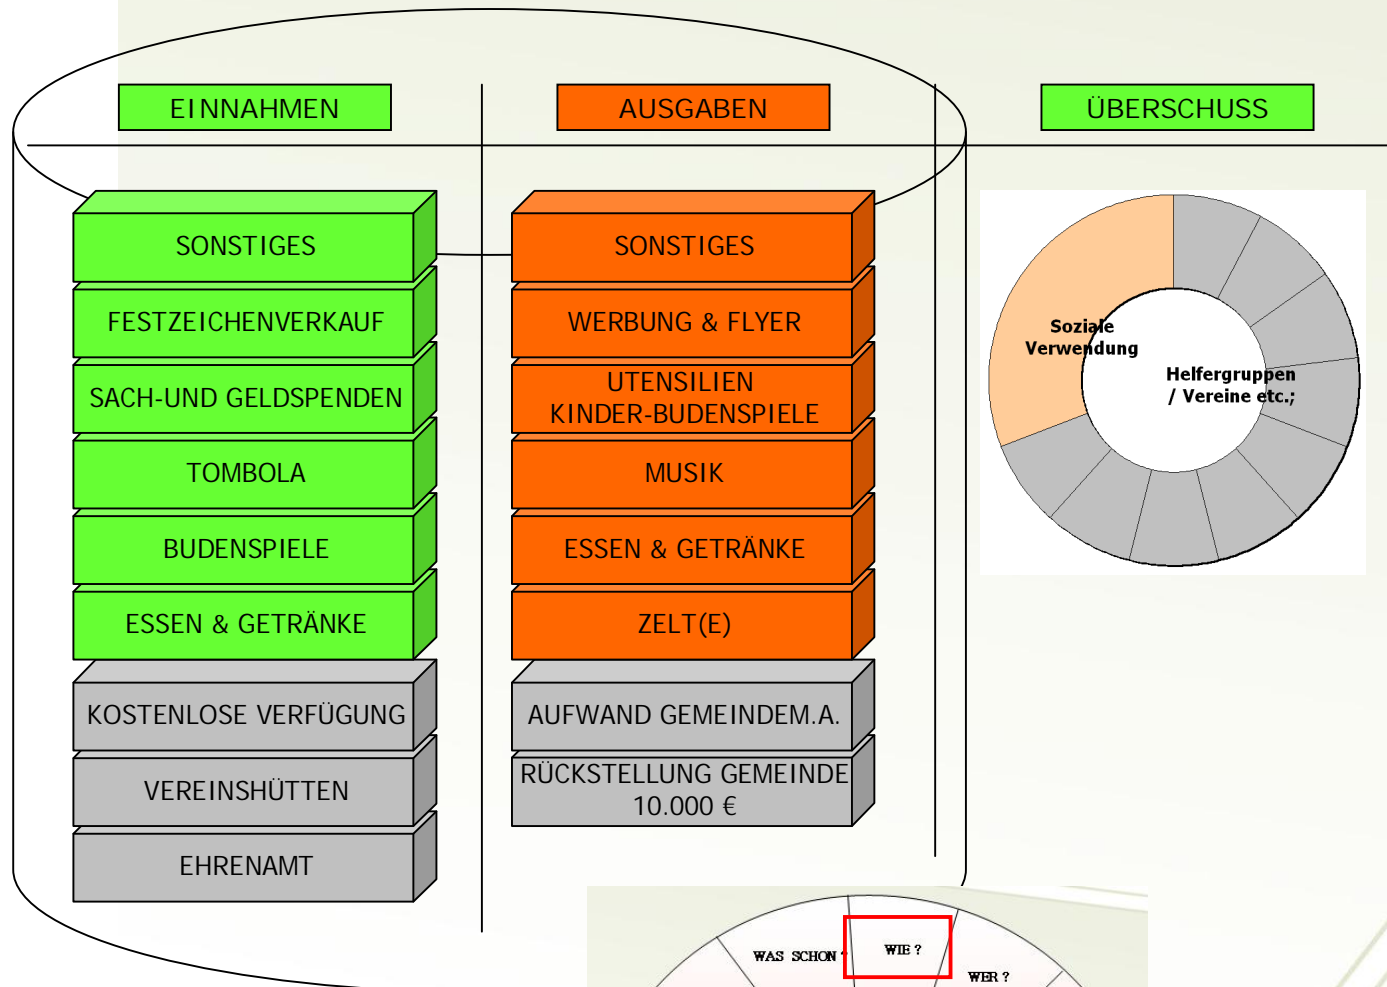 EINNAHMEN
AUSGABEN
ÜBERSCHUSS
SONSTIGES
FESTZEICHENVERKAUF
SACH-UND GELDSPENDEN
TOMBOLA
BUDENSPIELE
ESSEN & GETRÄNKE
KOSTENLOSE VERFÜGUNG
VEREINSHÜTTEN
EHRENAMT
SONSTIGES
WERBUNG & FLYER
UTENSILIEN
KINDER-BUDENSPIELE
MUSIK
ESSEN & GETRÄNKE
ZELT(E)
AUFWAND GEMEINDEM.A.
RÜCKSTELLUNG GEMEINDE
10.000 €
Soziale
Verwendung
Helfergruppen
/ Vereine etc.;
WAS SCHON ?
WIE ?
WER ?